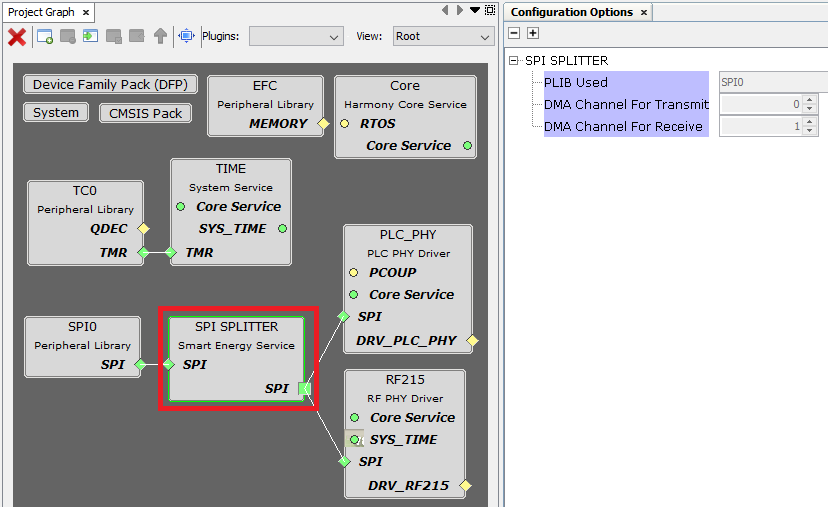 Project Graph
Plugins:
View: Root
Device Family Pack (DFP)
System
CMSIS Pack
EFC
Peripheral Library
MEMORY
Core
Harmony Core Service
RTOS
Core Service
TC0
Peripheral Library
QDEC
TMR
TIME
System Service
Core Service
SYS_TIME
TMR
PLC_PHY
PLC PHY Driver
PCOUP
Core Service
SPI
DRV_PLC_PHY
SPI0
Peripheral Library
SPI
SPI SPLITTER
Smart Energy Service
SPI
SPI
RF215
RF PHY Driver
Core Service
SYS_TIME
SPI
DRV_RF215
Configuration Options
SPI SPLITTER
PLIB Used SPI0
DMA Channel For Transmit 0
DMA Channel For Receive 1